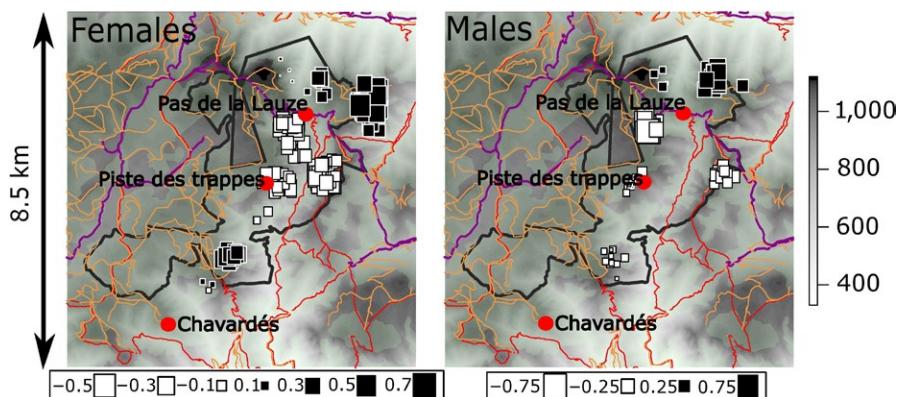 Females
Males
Pas de la Lauze
Pas de la Lauze
Piste des trappes
Piste des trappes
Chavardés
Chavardés
8.5 km
1,000
800
600
400
−0.5 −0.3 −0.1 0.1 0.3 0.5 0.7
−0.75 −0.25 0.25 0.75